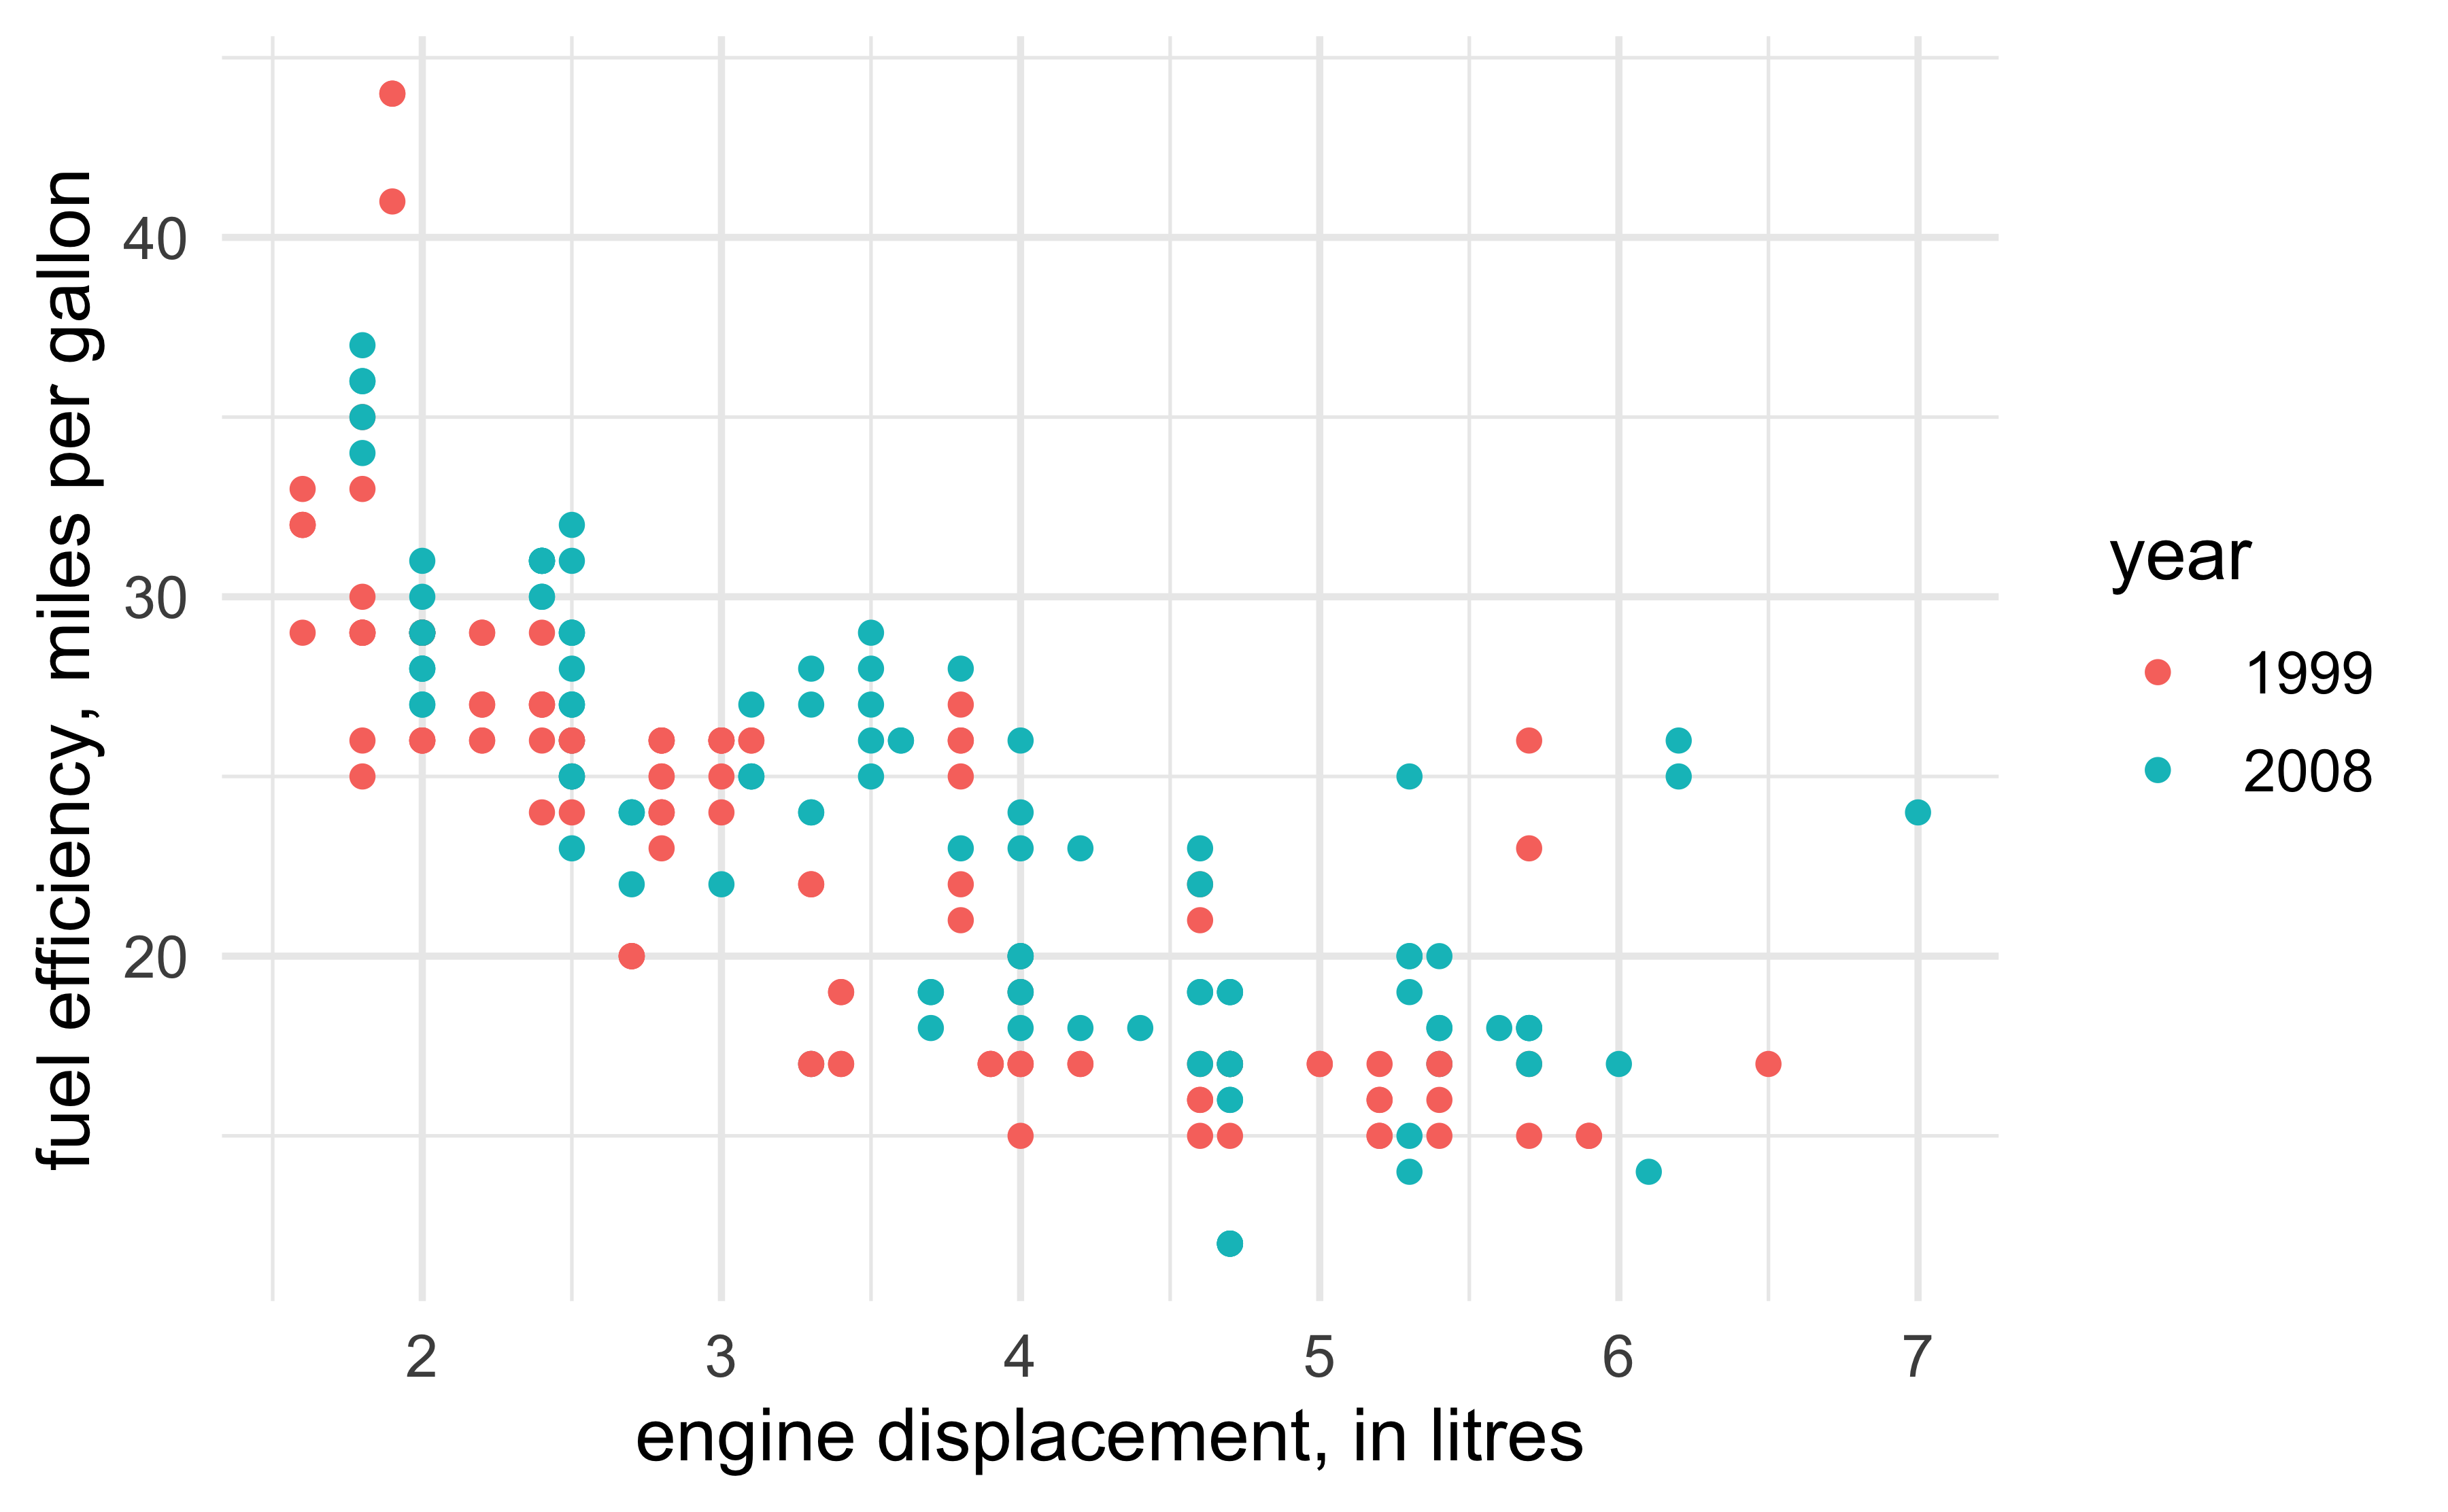 fuel efficiency, miles per gallon
40
30
20
2 3 4 5 6 7
engine displacement, in litres
year
1999
2008